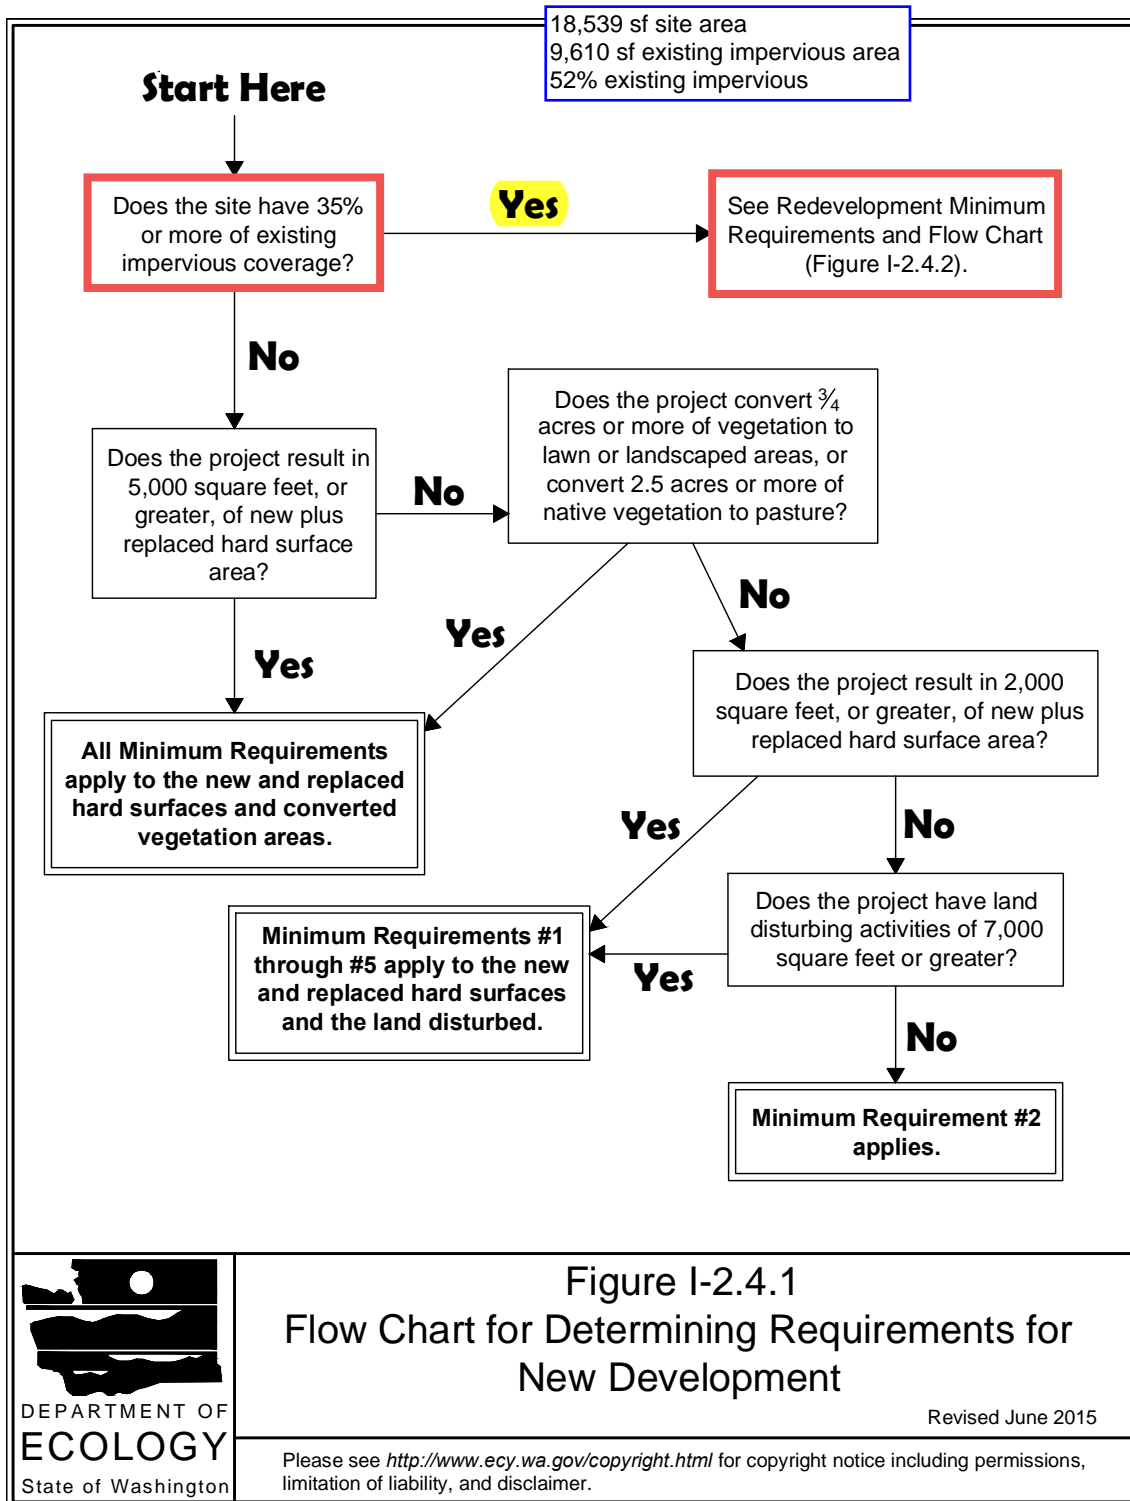 18,539 sf site area
9,610 sf existing impervious area
52% existing impervious
Start Here
Does the site have 35%
or more of existing
impervious coverage?
Yes
See Redevelopment Minimum
Requirements and Flow Chart
(Figure I-2.4.2).
No
Does the project result in
5,000 square feet, or
greater, of new plus
replaced hard surface
area?
No
Does the project convert ¾
acres or more of vegetation to
lawn or landscaped areas, or
convert 2.5 acres or more of
native vegetation to pasture?
Yes
Yes
No
All Minimum Requirements
apply to the new and replaced
hard surfaces and converted
vegetation areas.
Does the project result in 2,000
square feet, or greater, of new plus
replaced hard surface area?
Yes
No
Minimum Requirements #1
through #5 apply to the new
and replaced hard surfaces
and the land disturbed.
Yes
Does the project have land
disturbing activities of 7,000
square feet or greater?
No
Minimum Requirement #2
applies.
DEPARTMENT OF
ECOLOGY
State of Washington
Figure I-2.4.1
Flow Chart for Determining Requirements for
New Development
Revised June 2015
Please see http://www.ecy.wa.gov/copyright.html for copyright notice including permissions,
limitation of liability, and disclaimer.